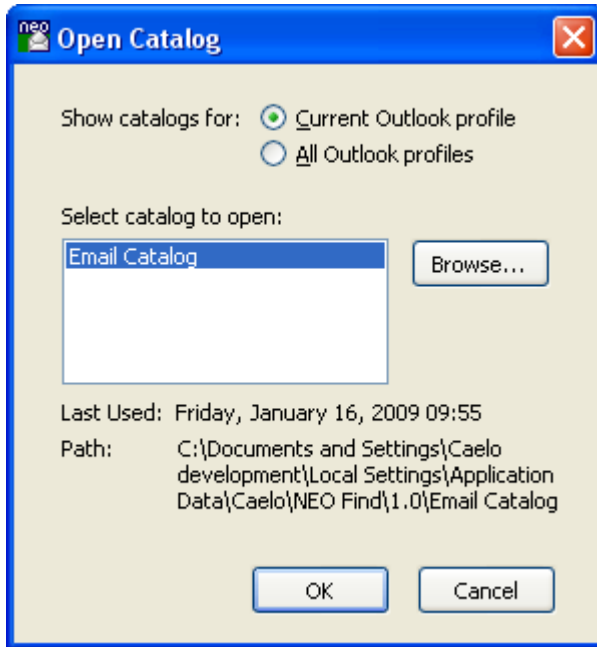 neo
Open Catalog
Show catalogs for:
Current Outlook profile
All Outlook profiles
Select catalog to open:
Email Catalog
Browse...
Last Used: Friday, January 16, 2009 09:55
Path: C:\Documents and Settings\Caelo
development\Local Settings\Application
Data\Caelo\NEO Find\1.0\Email Catalog
OK
Cancel